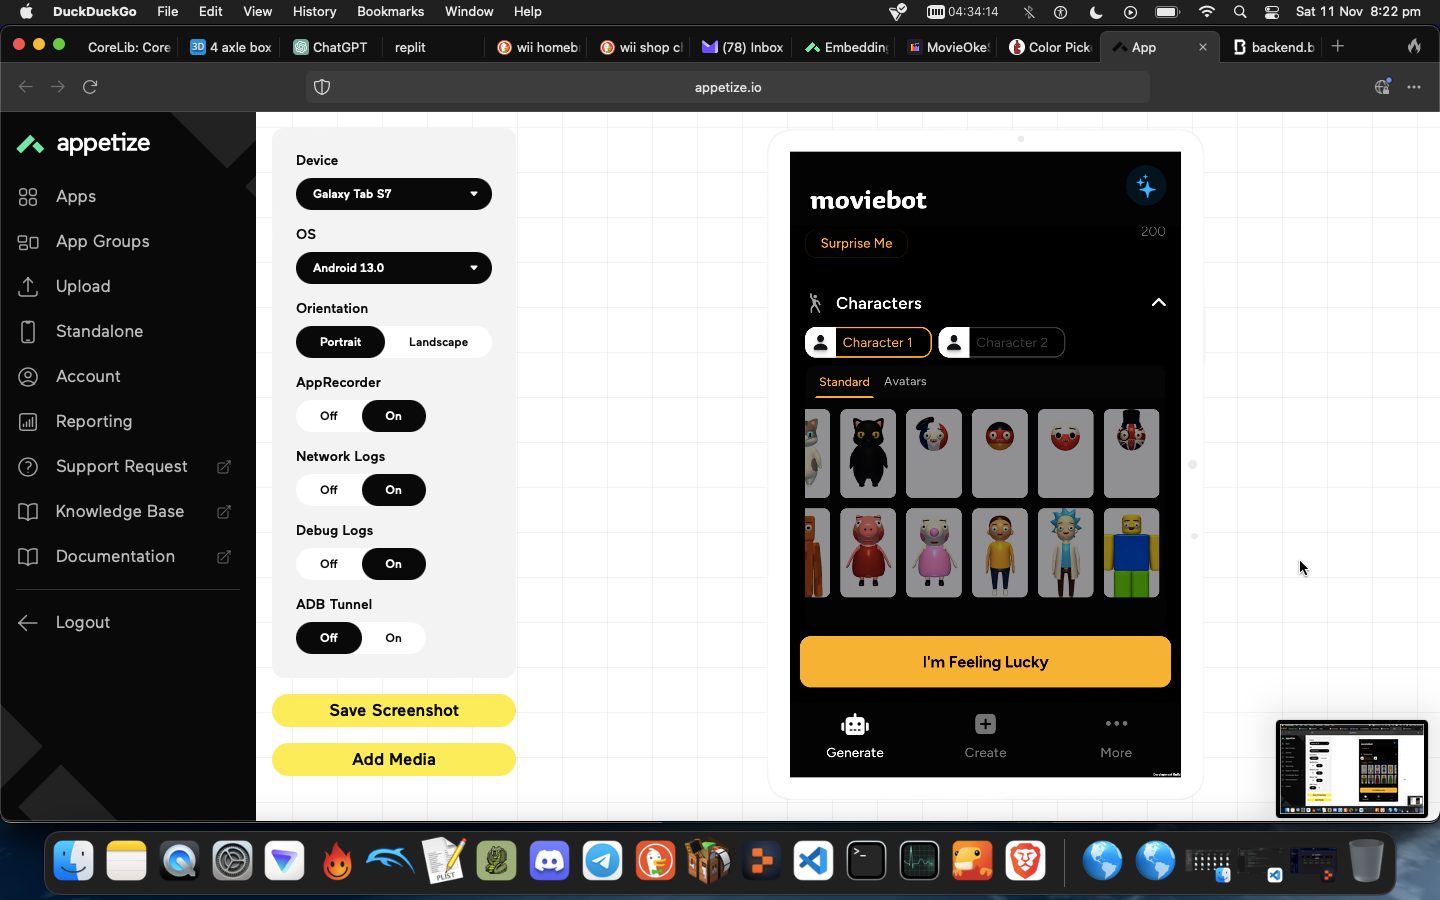 DuckDuckGo File Edit View History Bookmarks Window Help 04:34:14 Sat 11 Nov 8:22 pm
CoreLib: Core 3D 4 axle box ChatGPT replit wii homeb wii shop c (78) Inbox Embedding MovieOke Color Pick App backend.b
appetize.io
appetize
Apps
App Groups
Upload
Standalone
Account
Reporting
Support Request
Knowledge Base
Documentation
Logout
Device
Galaxy Tab S7
OS
Android 13.0
Orientation
Portrait Landscape
AppRecorder
Off On
Network Logs
Off On
Debug Logs
Off On
ADB Tunnel
Off On
Save Screenshot
Add Media
moviebot
200
Surprise Me
Characters
Character 1 Character 2
Standard Avatars
I'm Feeling Lucky
Generate Create More
Development Build
PLIST